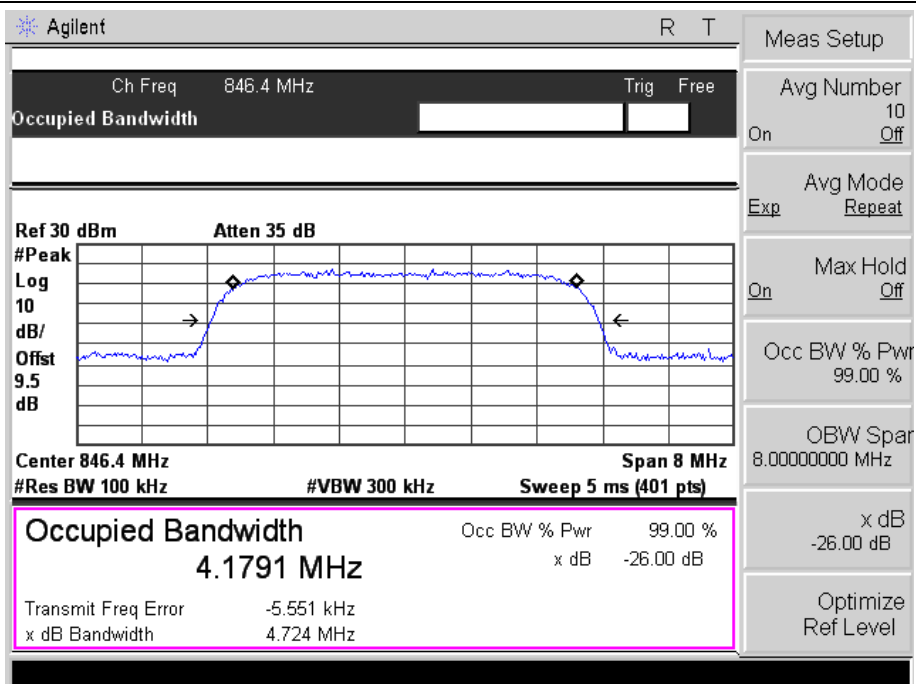 Agilent R T
Ch Freq 846.4 MHz Trig Free
Occupied Bandwidth
Ref 30 dBm Atten 35 dB
#Peak
Log
10
dB/
Offst
9.5
dB
Center 846.4 MHz Span 8 MHz
#Res BW 100 kHz #VBW 300 kHz Sweep 5 ms (401 pts)
Occupied Bandwidth Occ BW % Pwr 99.00 %
4.1791 MHz x dB -26.00 dB
Transmit Freq Error -5.551 kHz
x dB Bandwidth 4.724 MHz
Meas Setup
Avg Number
10
On Off
Avg Mode
Exp Repeat
Max Hold
On Off
Occ BW % Pwr
99.00 %
OBW Span
8.00000000 MHz
x dB
-26.00 dB
Optimize
Ref Level